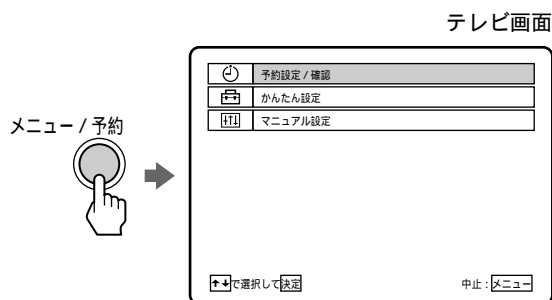 テレビ画面
予約設定 / 確認
かんたん設定
マニュアル設定
メニュー / 予約
で選択して決定
中止 : メニュー